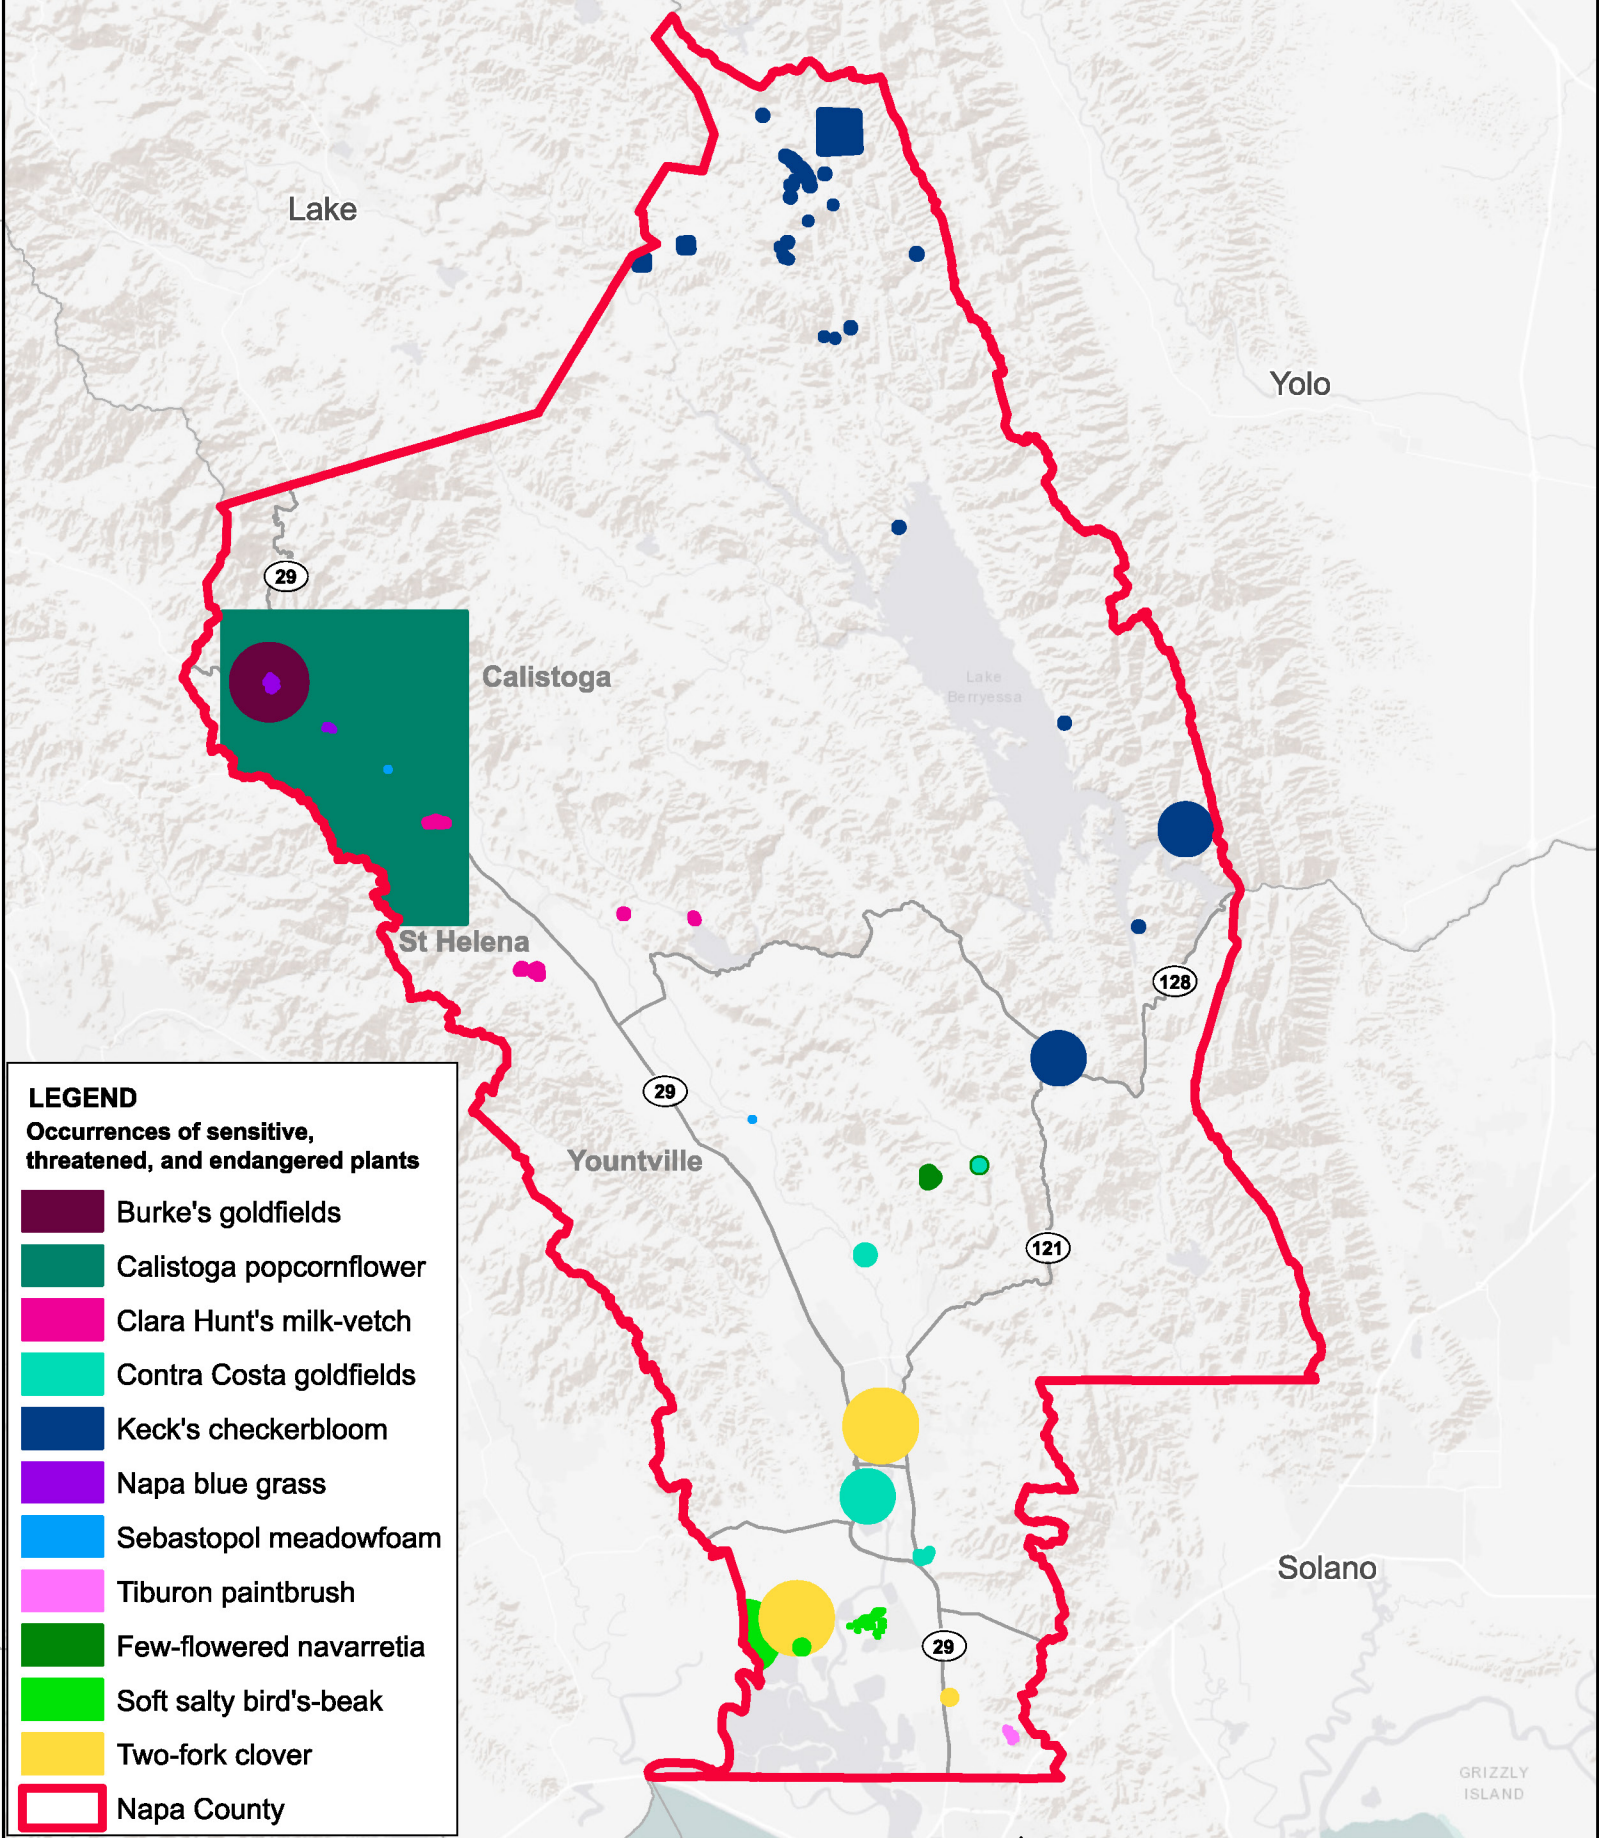 Lake
Yolo
29
Calistoga
Lake
Berryessa
St Helena
128
29
Yountville
121
Solano
29
GRIZZLY
ISLAND
LEGEND
Occurrences of sensitive,
threatened, and endangered plants
Burke's goldfields
Calistoga popcornflower
Clara Hunt's milk-vetch
Contra Costa goldfields
Keck's checkerbloom
Napa blue grass
Sebastopol meadowfoam
Tiburon paintbrush
Few-flowered navarretia
Soft salty bird's-beak
Two-fork clover
Napa County